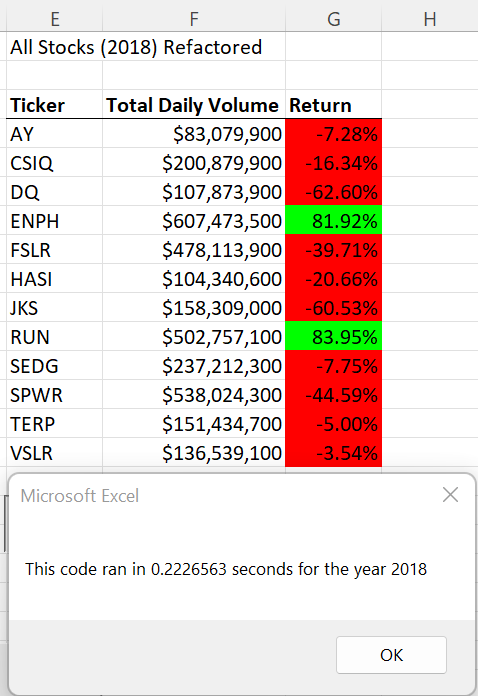 E F G H
All Stocks (2018) Refactored
Ticker Total Daily Volume Return
AY $83,079,900 -7.28%
CSIQ $200,879,900 -16.34%
DQ $107,873,900 -62.60%
ENPH $607,473,500 81.92%
FSLR $478,113,900 -39.71%
HASI $104,340,600 -20.66%
JKS $158,309,000 -60.53%
RUN $502,757,100 83.95%
SEDG $237,212,300 -7.75%
SPWR $538,024,300 -44.59%
TERP $151,434,700 -5.00%
VSLR $136,539,100 -3.54%
Microsoft Excel
This code ran in 0.2226563 seconds for the year 2018
OK